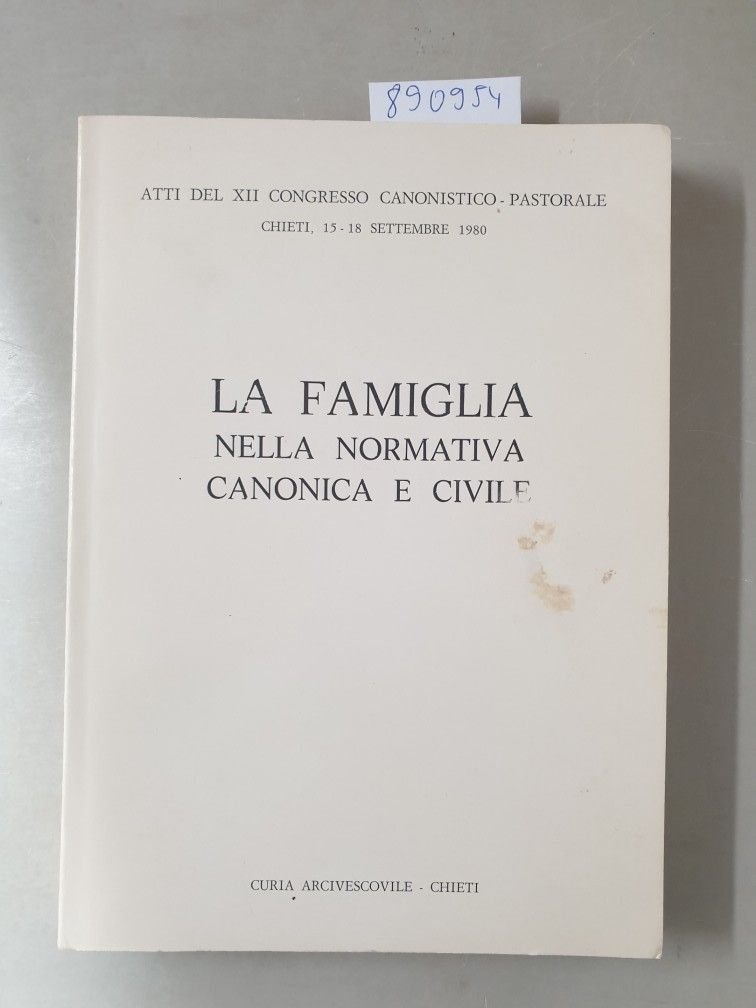 890954
ATTI DEL XII CONGRESSO CANONISTICO - PASTORALE
CHIETI, 15 - 18 SETTEMBRE 1980
LA FAMIGLIA
NELLA NORMATIVA
CANONICA E CIVILE
CURIA ARCIVESCOVILE - CHIETI